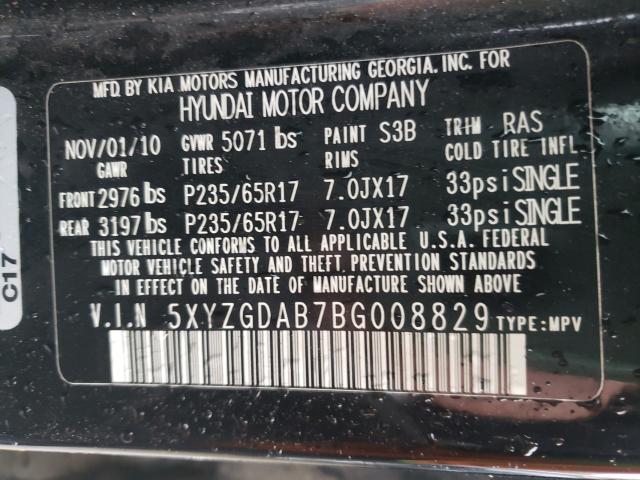 MFD. BY KIA MOTORS MANUFACTURING GEORGIA. INC. FOR
HYUNDAI MOTOR COMPANY
NOV/01/10 GVWR 5071 lbs PAINT S3B TRIM RAS
GAWR TIRES RIMS COLD TIRE INFL
FRONT 2976 lbs P235/65R17 7.0JX17 33psi SINGLE
REAR 3197 lbs P235/65R17 7.0JX17 33psi SINGLE
THIS VEHICLE CONFORMS TO ALL APPLICABLE U.S.A. FEDERAL
MOTOR VEHICLE SAFETY AND THEFT PREVENTION STANDARDS
IN EFFECT ON THE DATE OF MANUFACTURE SHOWN ABOVE.
V.I.N 5XYZGDAB7BG008829 TYPE:MPV
C17